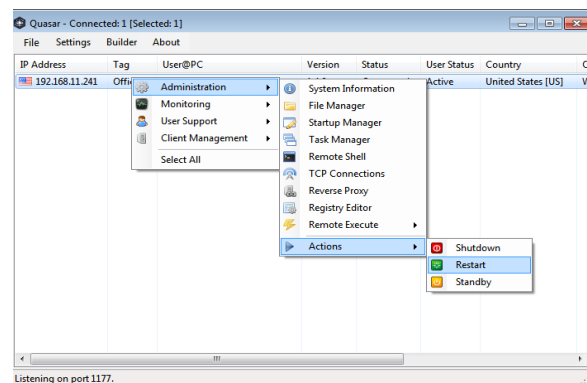 Quasar - Connected: 1 [Selected: 1]
File Settings Builder About
IP Address Tag User@PC Version Status User Status Country
192.168.11.241 Active United States [US]
Administration
Monitoring
User Support
Client Management
Select All
System Information
File Manager
Startup Manager
Task Manager
Remote Shell
TCP Connections
Reverse Proxy
Registry Editor
Remote Execute
Actions
Shutdown
Restart
Standby
Listening on port 1177.